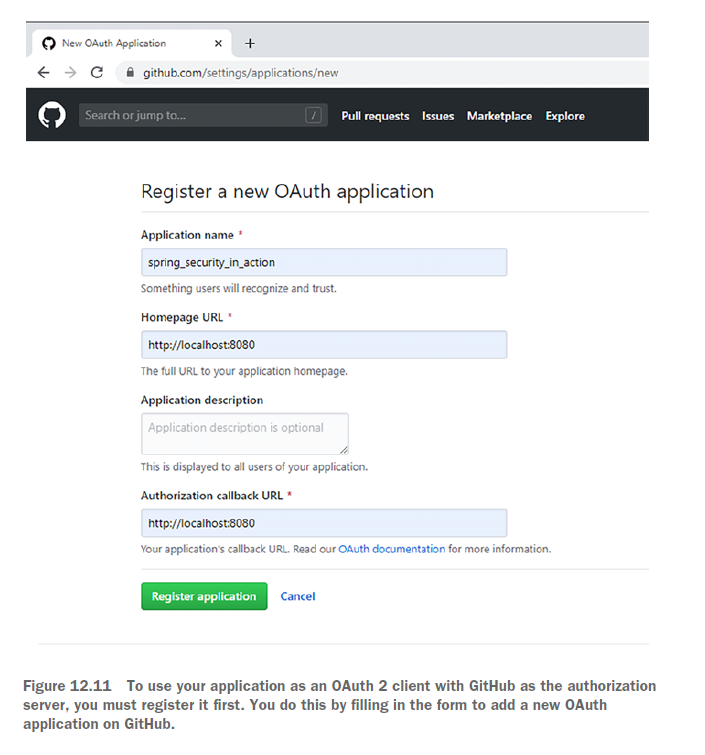 New OAuth Application
github.com/settings/applications/new
Search or jump to... /
Pull requests Issues Marketplace Explore
Register a new OAuth application
Application name *
spring_security_in_action
Something users will recognize and trust.
Homepage URL *
http://localhost:8080
The full URL to your application homepage.
Application description
Application description is optional
This is displayed to all users of your application.
Authorization callback URL *
http://localhost:8080
Your application's callback URL. Read our OAuth documentation for more information.
Register application Cancel
Figure 12.11 To use your application as an OAuth 2 client with GitHub as the authorization
server, you must register it first. You do this by filling in the form to add a new OAuth
application on GitHub.